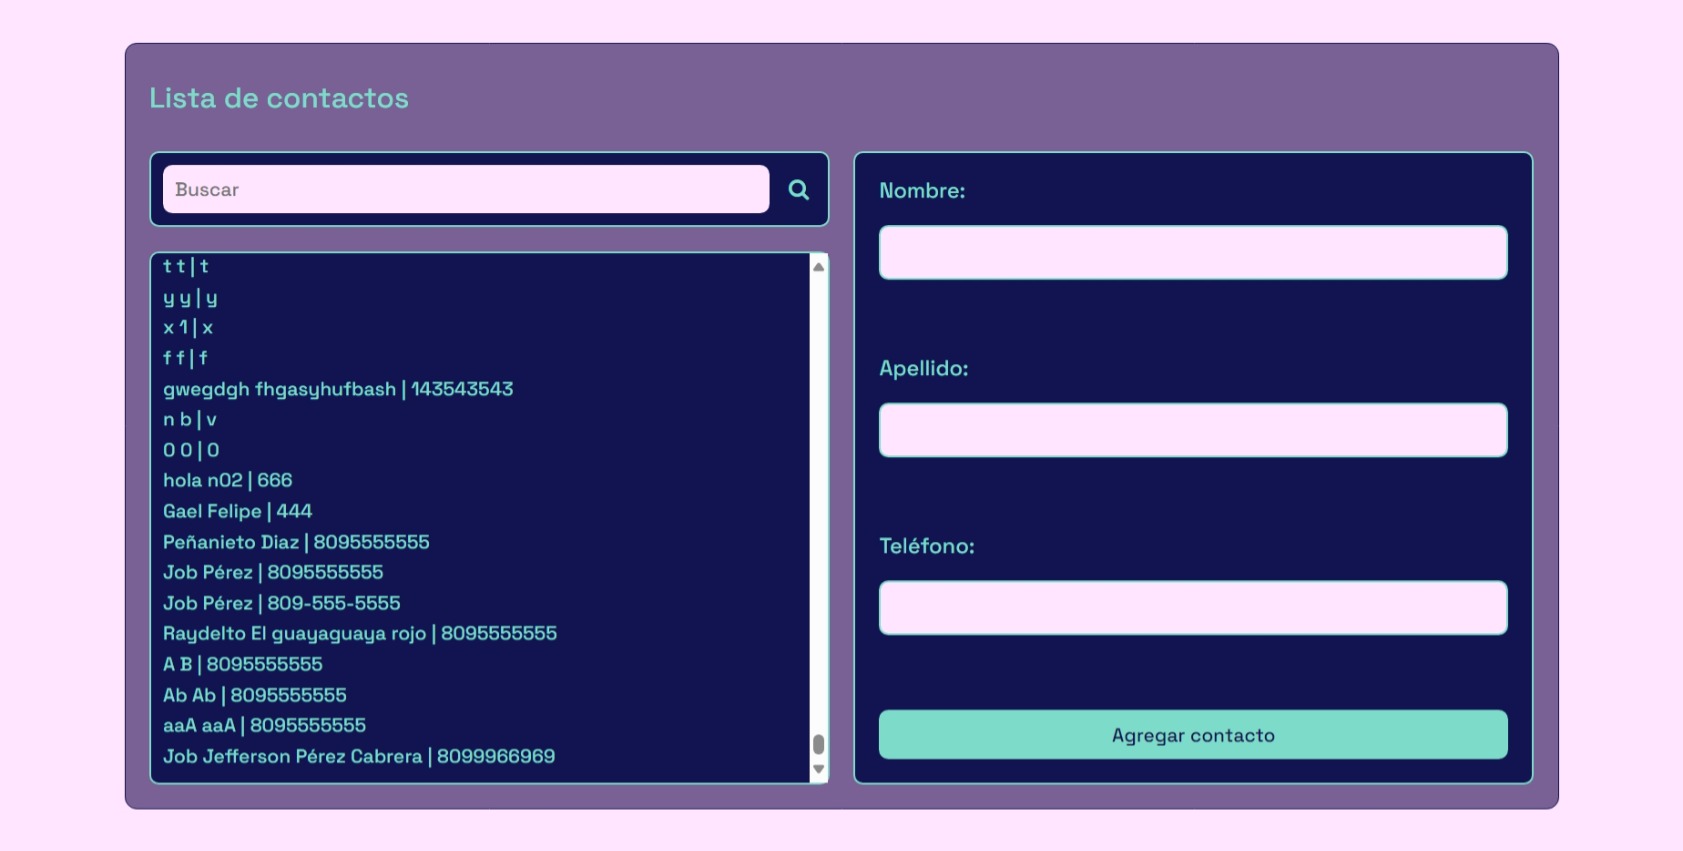 Lista de contactos
Buscar
t t | t
y y | y
x 1 | x
f f | f
gwegdgh fhgasyhufbash | 143543543
n b | v
0 0 | 0
hola n02 | 666
Gael Felipe | 444
Peñanieto Diaz | 8095555555
Job Pérez | 8095555555
Job Pérez | 809-555-5555
Raydelto El guayaguaya rojo | 8095555555
A B | 8095555555
Ab Ab | 8095555555
aaA aaA | 8095555555
Job Jefferson Pérez Cabrera | 8099966969
Nombre:
Apellido:
Teléfono:
Agregar contacto